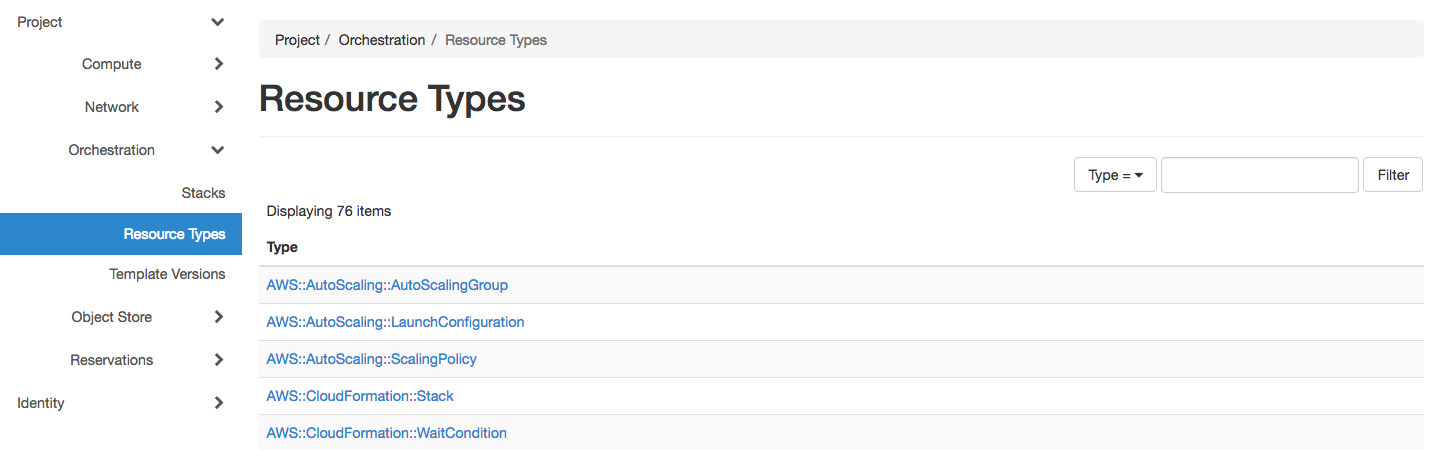 Project
Compute
Network
Orchestration
Stacks
Resource Types
Template Versions
Object Store
Reservations
Identity
Project / Orchestration / Resource Types
Resource Types
Type = Filter
Displaying 76 items
Type
AWS::AutoScaling::AutoScalingGroup
AWS::AutoScaling::LaunchConfiguration
AWS::AutoScaling::ScalingPolicy
AWS::CloudFormation::Stack
AWS::CloudFormation::WaitCondition